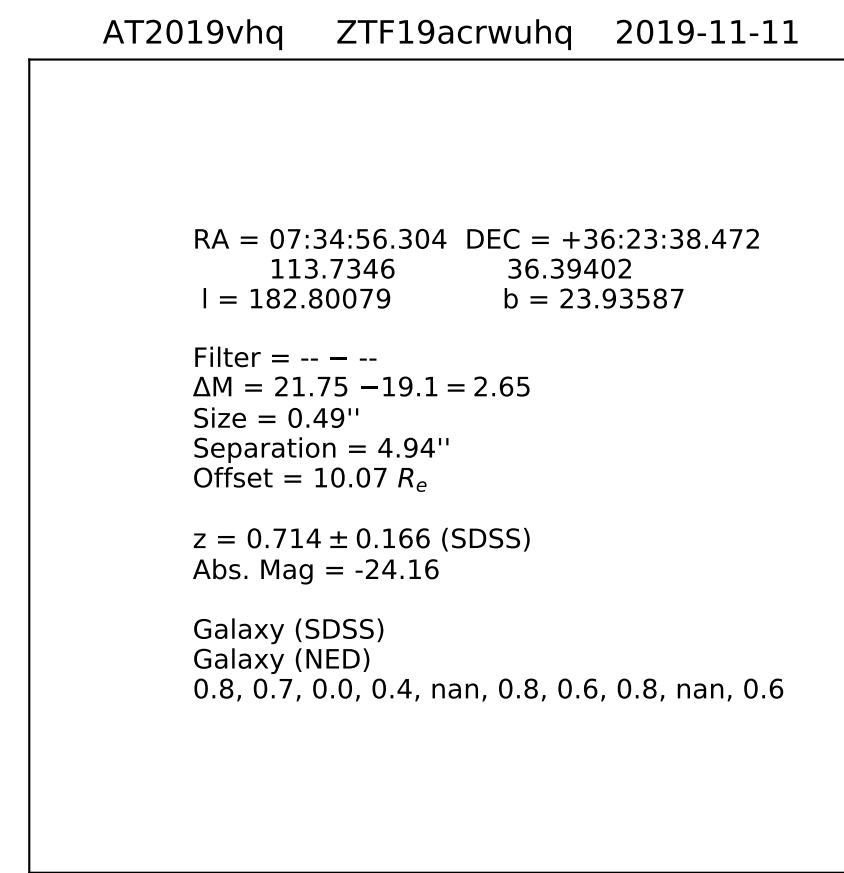 AT2019vhq ZTF19acrwuhq 2019-11-11
RA = 07:34:56.304 DEC = +36:23:38.472
113.7346 36.39402
l = 182.80079 b = 23.93587
Filter = -- − --
ΔM = 21.75 −19.1 = 2.65
Size = 0.49''
Separation = 4.94''
Offset = 10.07 Rₑ
z = 0.714 ± 0.166 (SDSS)
Abs. Mag = -24.16
Galaxy (SDSS)
Galaxy (NED)
0.8, 0.7, 0.0, 0.4, nan, 0.8, 0.6, 0.8, nan, 0.6